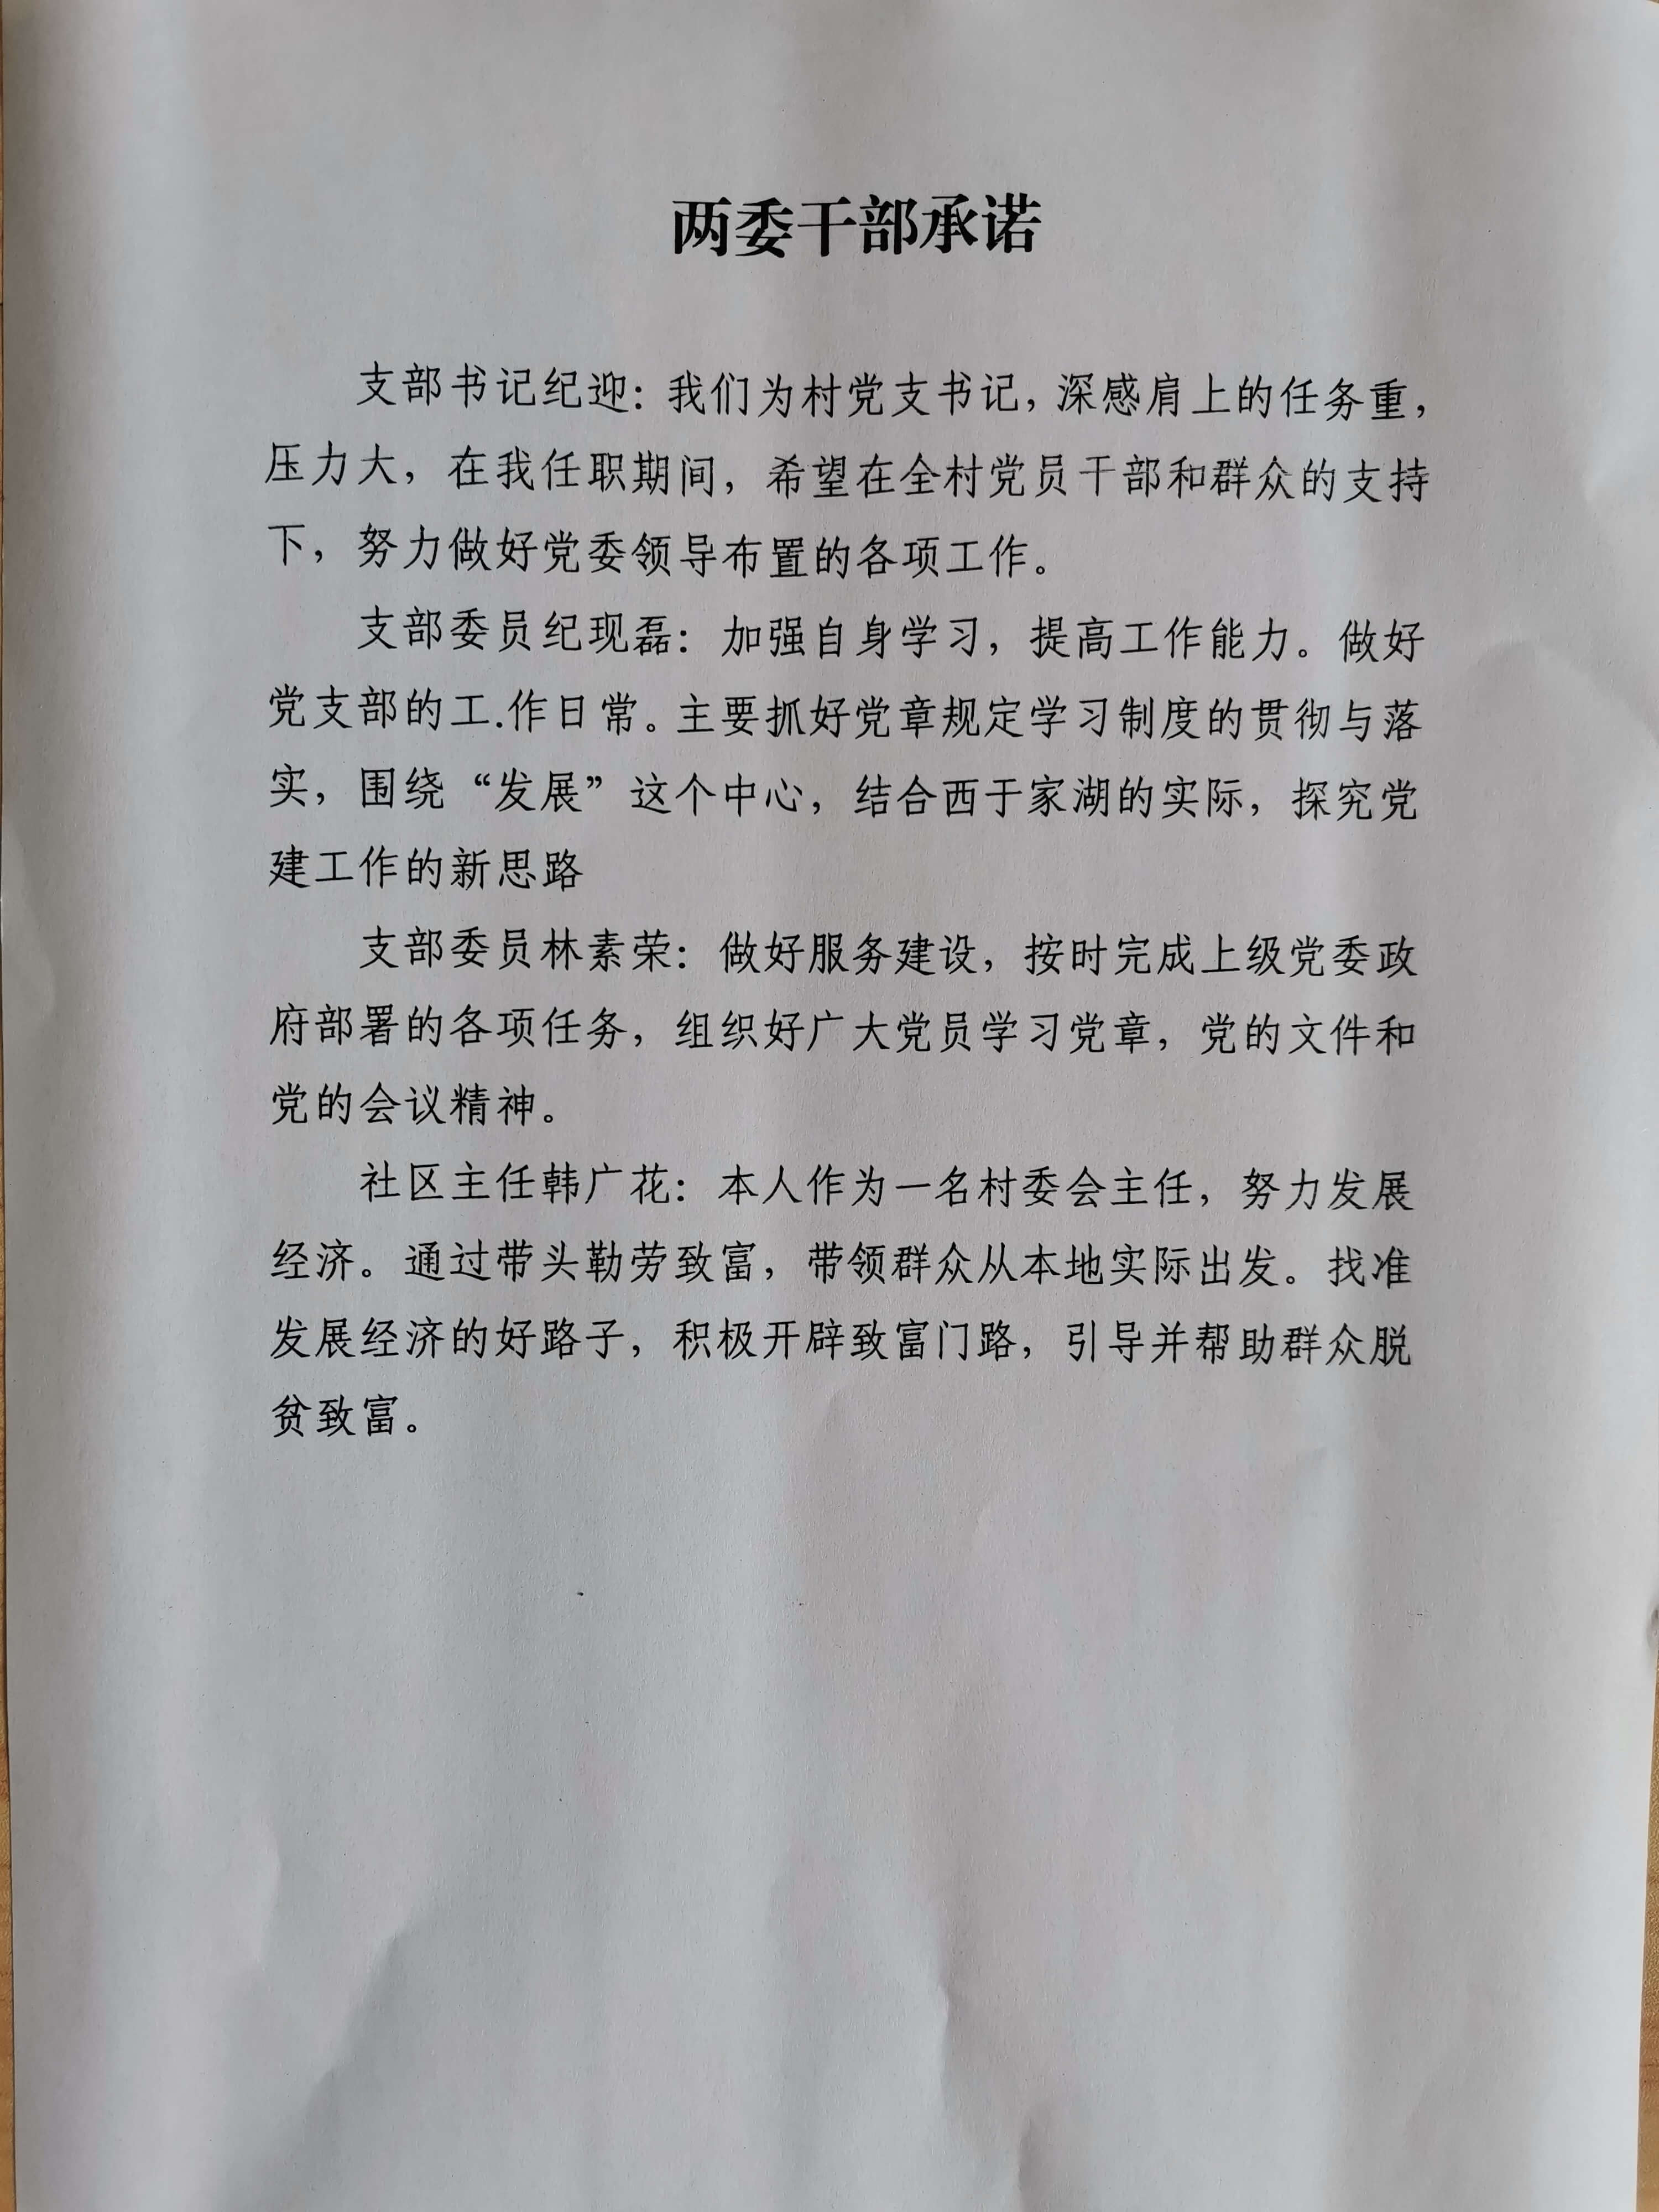 两委干部承诺
支部书记纪迎：我们为村党支书记，深感肩上的任务重，
压力大，在我任职期间，希望在全村党员干部和群众的支持
下，努力做好党委领导布置的各项工作。
支部委员纪现磊：加强自身学习，提高工作能力。做好
党支部的工.作日常。主要抓好党章规定学习制度的贯彻与落
实，围绕“发展”这个中心，结合西于家湖的实际，探究党
建工作的新思路
支部委员林素荣：做好服务建设，按时完成上级党委政
府部署的各项任务，组织好广大党员学习党章，党的文件和
党的会议精神。
社区主任韩广花：本人作为一名村委会主任，努力发展
经济。通过带头勤劳致富，带领群众从本地实际出发。找准
发展经济的好路子，积极开辟致富门路，引导并帮助群众脱
贫致富。